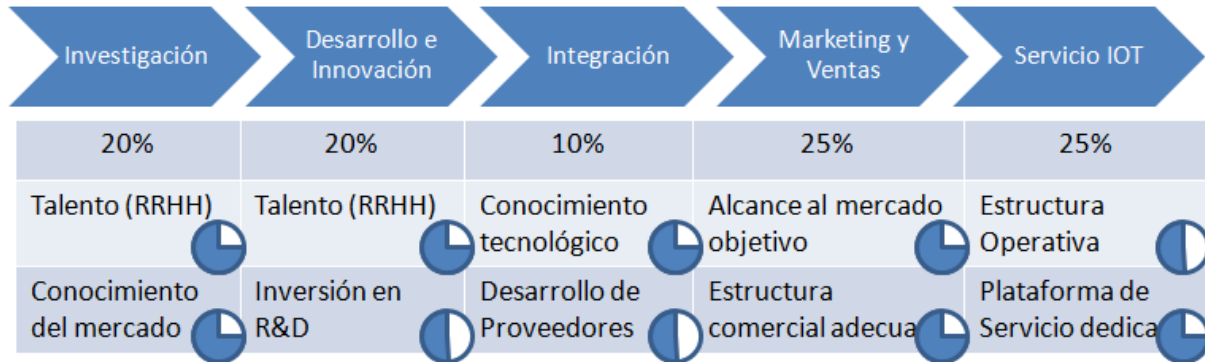 Investigación
Desarrollo e
Innovación
Integración
Marketing y
Ventas
Servicio IOT
20%
20%
10%
25%
25%
Talento (RRHH)
Talento (RRHH)
Conocimiento
tecnológico
Alcance al mercado
objetivo
Estructura
Operativa
Conocimiento
del mercado
Inversión en
R&D
Desarrollo de
Proveedores
Estructura
comercial adecua
Plataforma de
Servicio dedica